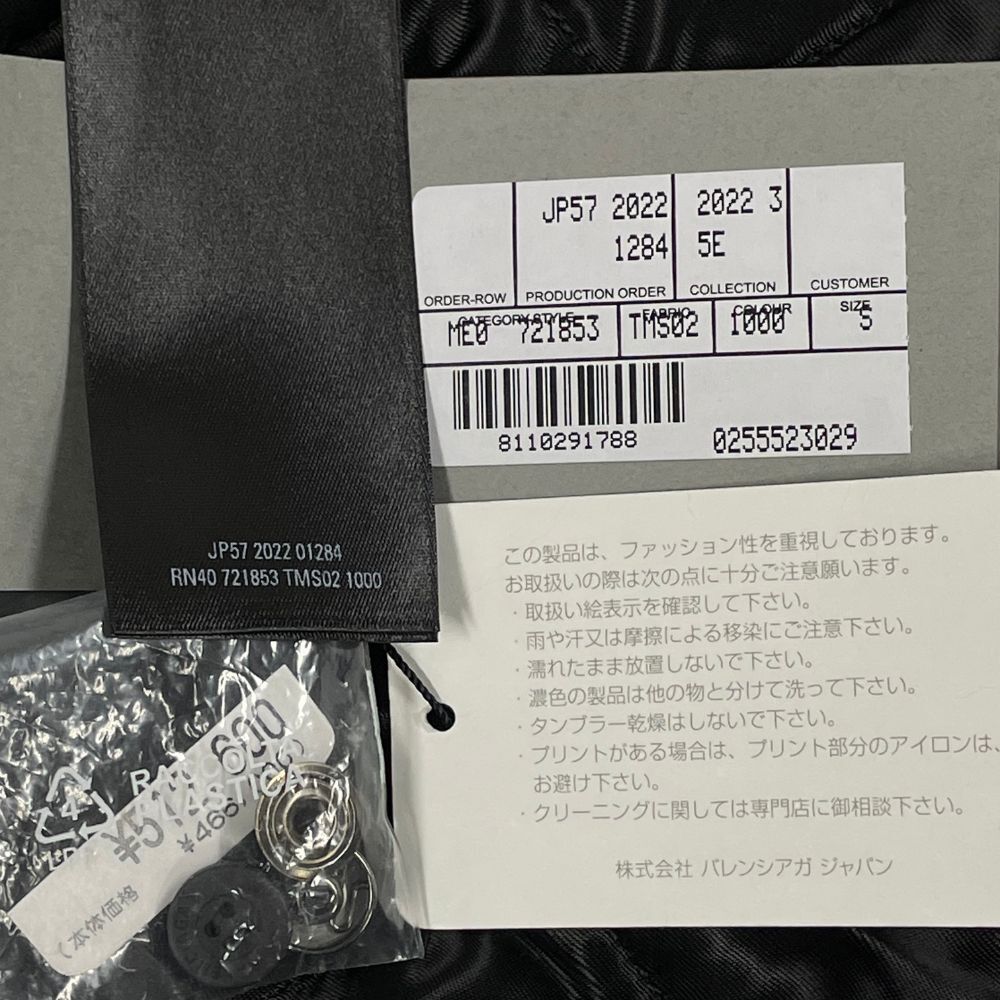 JP57 2022
1284
2022 3
5E
ORDER-ROW
PRODUCTION ORDER
COLLECTION
CUSTOMER
CATEGORY STYLE
FABRIC
COLOUR
SIZE
ME0 721853 TMS02 1000 S
8110291788
0255523029
JP57 2022 01284
RN40 721853 TMS02 1000
この製品は、ファッション性を重視しております。
お取扱いの際は次の点に十分ご注意願います。
・取扱い絵表示を確認して下さい。
・雨や汗又は摩擦による移染にご注意下さい。
・濡れたまま放置しないで下さい。
・濃色の製品は他の物と分けて洗って下さい。
・タンブラー乾燥はしないで下さい。
・プリントがある場合は、プリント部分のアイロンは、
お避け下さい。
・クリーニングに関しては専門店に御相談下さい。
株式会社 バレンシアガ ジャパン
600
PLASTICA
(本体価格
4